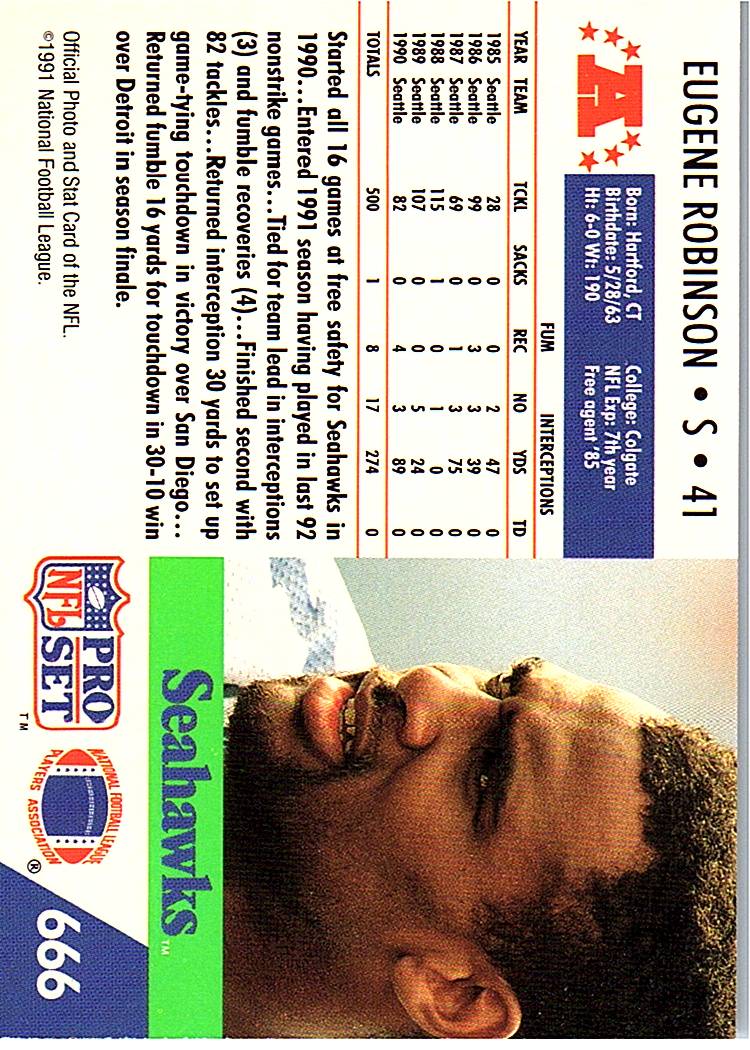 EUGENE ROBINSON • S • 41
A
Born: Hartford, CT College: Colgate
Birthdate: 5/28/63 NFL Exp: 7th year
Ht: 6-0 Wt: 190 Free agent '85
FUM INTERCEPTIONS
YEAR TEAM TCKL SACKS REC NO YDS TD
1985 Seattle 28 0 0 2 47 0
1986 Seattle 99 0 3 3 39 0
1987 Seattle 69 0 1 3 75 0
1988 Seattle 115 1 0 1 0 0
1989 Seattle 107 0 0 5 24 0
1990 Seattle 82 0 4 3 89 0
TOTALS 500 1 8 17 274 0
Started all 16 games at free safety for Seahawks in
1990...Entered 1991 season having played in last 92
nonstrike games...Tied for team lead in interceptions
(3) and fumble recoveries (4)...Finished second with
82 tackles...Returned interception 30 yards to set up
game-tying touchdown in victory over San Diego...
Returned fumble 16 yards for touchdown in 30-10 win
over Detroit in season finale.
Official Photo and Stat Card of the NFL.
©1991 National Football League.
Seahawks™
PRO
NFL SET™
NATIONAL FOOTBALL LEAGUE
PLAYERS ASSOCIATION
®
666